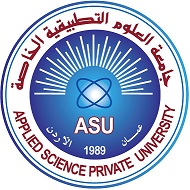 جامعة العلوم التطبيقية الخاصة
ASU
1989
عمان
الأردن
APPLIED SCIENCE PRIVATE UNIVERSITY